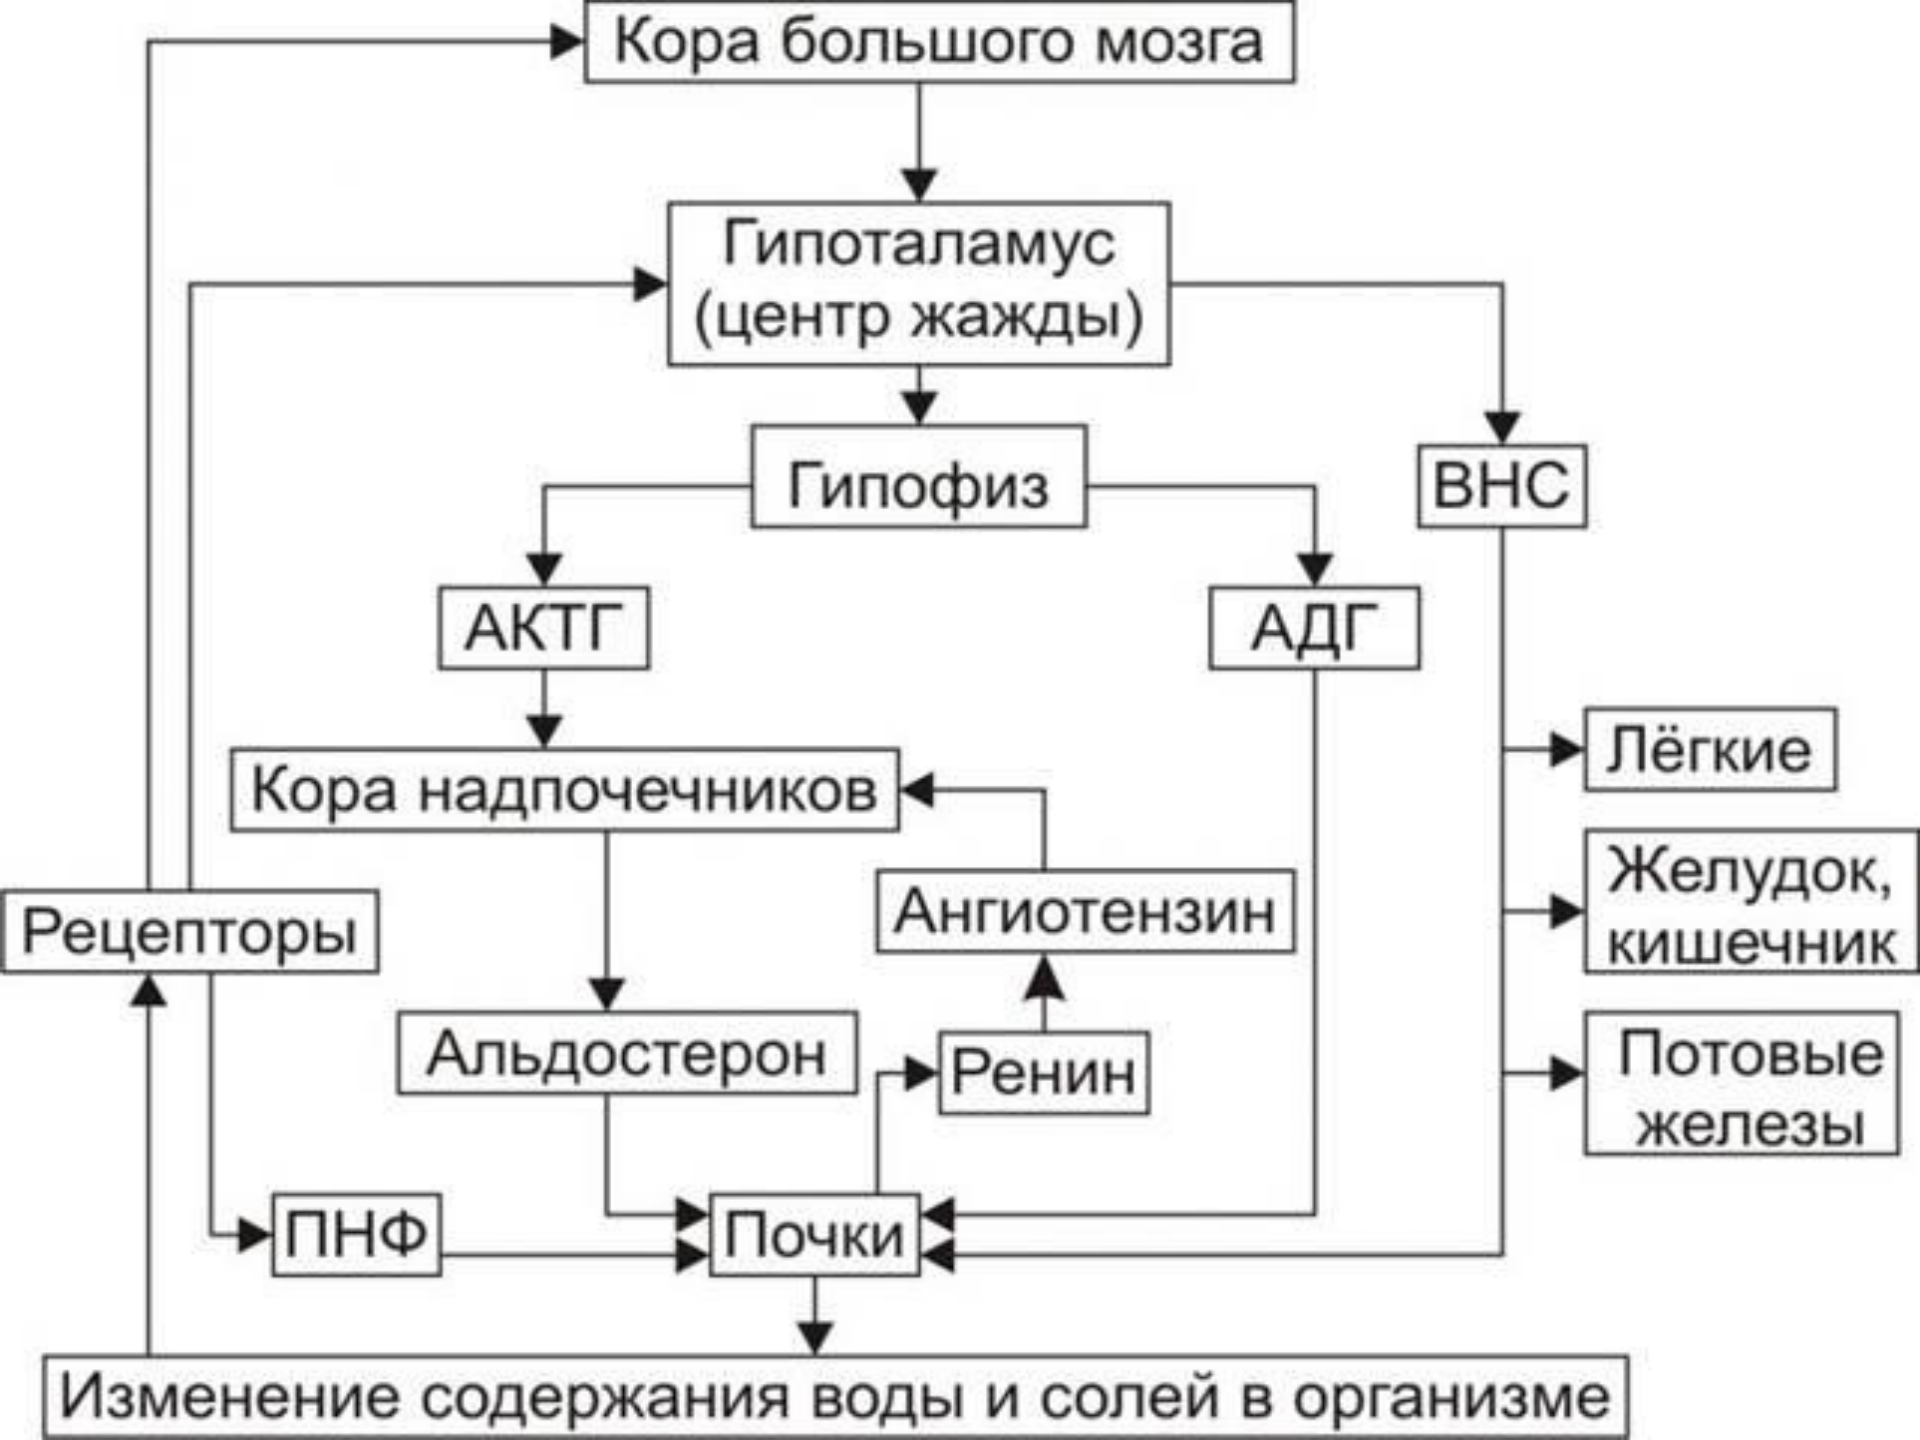 Кора большого мозга
Гипоталамус
(центр жажды)
Гипофиз
ВНС
АКТГ
АДГ
Лёгкие
Кора надпочечников
Желудок,
кишечник
Ангиотензин
Рецепторы
Альдостерон
Ренин
Потовые
железы
ПНФ
Почки
Изменение содержания воды и солей в организме